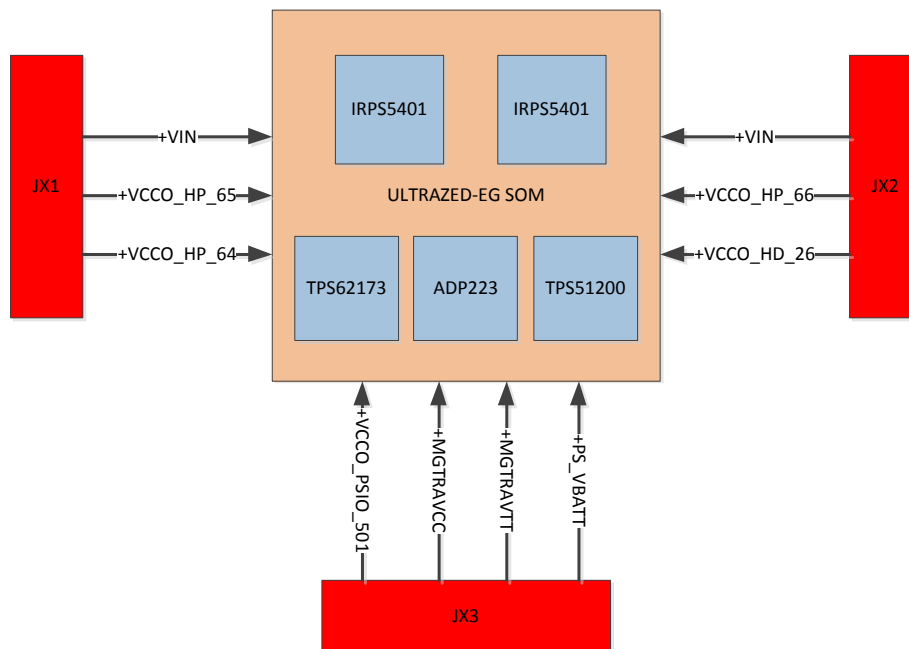 IRPS5401
IRPS5401
+VIN
+VIN
JX1
ULTRAZED-EG SOM
JX2
+VCCO_HP_65
+VCCO_HP_66
+VCCO_HP_64
+VCCO_HD_26
TPS62173
ADP223
TPS51200
+VCCO_PSIO_501
+MGTRAVCC
+MGTRAVTT
+PS_VBATT
JX3